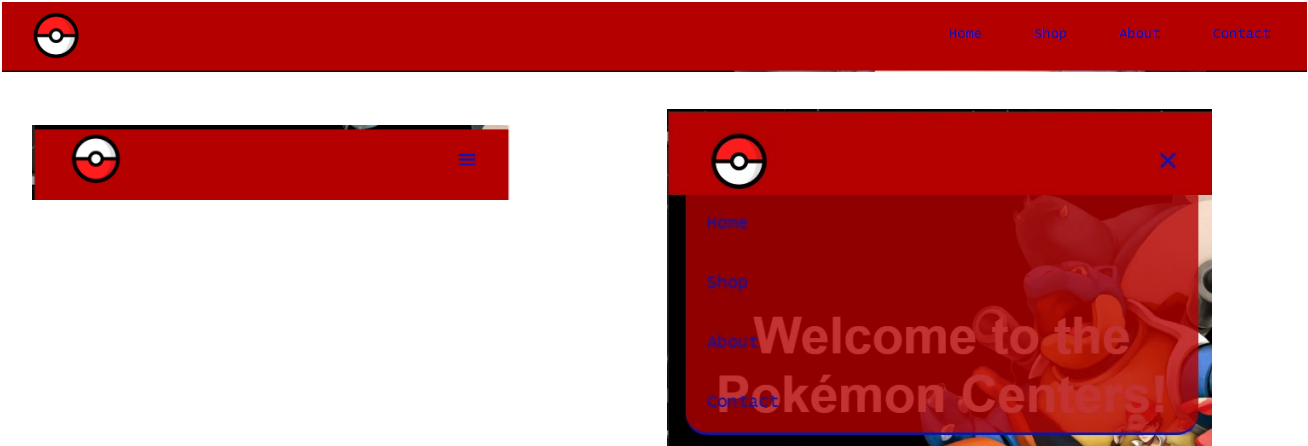 Home Shop About Contact
Home
Shop
Welcome to the
About
Pokémon Centers!
Contact